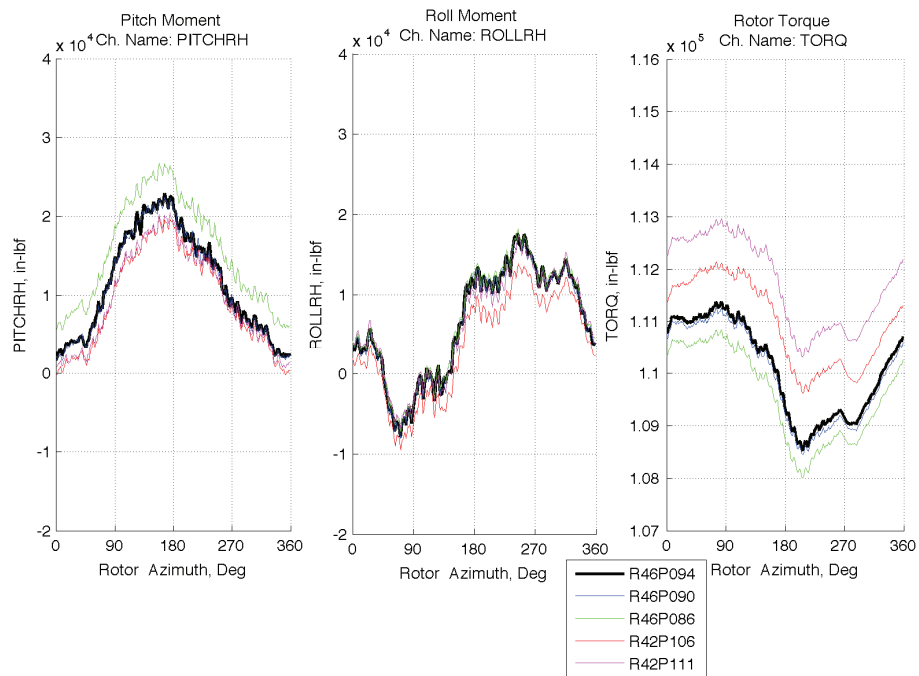 Pitch Moment
Ch. Name: PITCHRH
x 10^4
4
3
2
1
0
-1
-2
PITCHRH, in-lbf
0 90 180 270 360
Rotor Azimuth, Deg
Roll Moment
Ch. Name: ROLLRH
x 10^4
4
3
2
1
0
-1
-2
ROLLRH, in-lbf
0 90 180 270 360
Rotor Azimuth, Deg
Rotor Torque
Ch. Name: TORQ
x 10^5
1.16
1.15
1.14
1.13
1.12
1.11
1.1
1.09
1.08
1.07
TORQ, in-lbf
0 90 180 270 360
Rotor Azimuth, Deg
R46P094
R46P090
R46P086
R42P106
R42P111